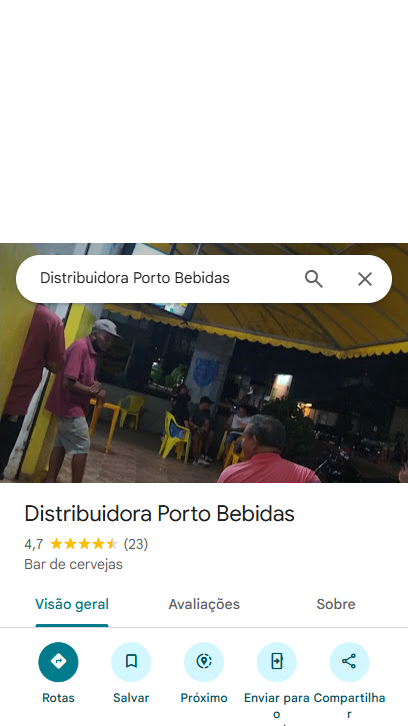 Distribuidora Porto Bebidas
Distribuidora Porto Bebidas
4,7 (23)
Bar de cervejas
Visão geral Avaliações Sobre
Rotas Salvar Próximo Enviar para o Compartilhar